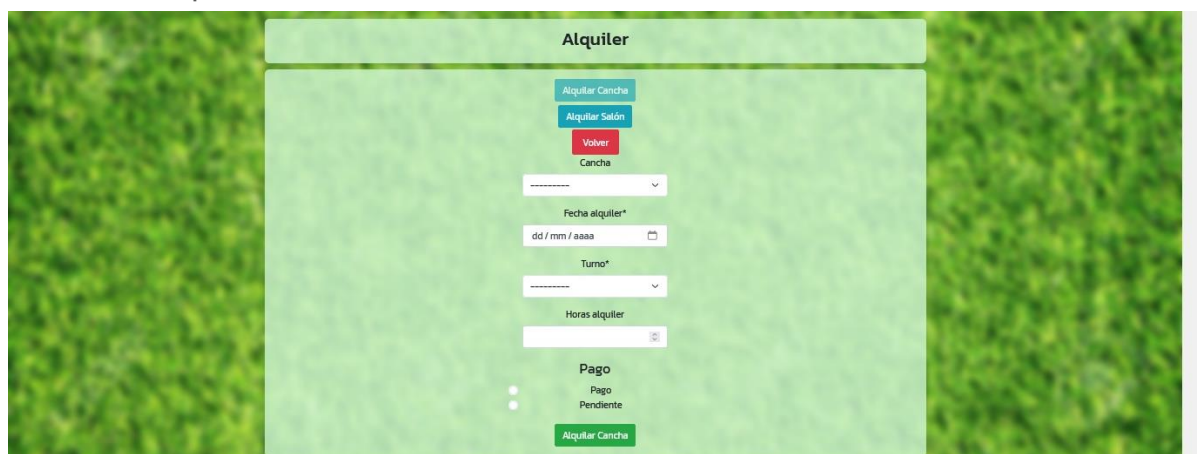 Alquiler
Alquilar Cancha
Alquilar Salón
Volver
Cancha
---------
Fecha alquiler*
dd / mm / aaaa
Turno*
---------
Horas alquiler
Pago
Pago
Pendiente
Alquilar Cancha